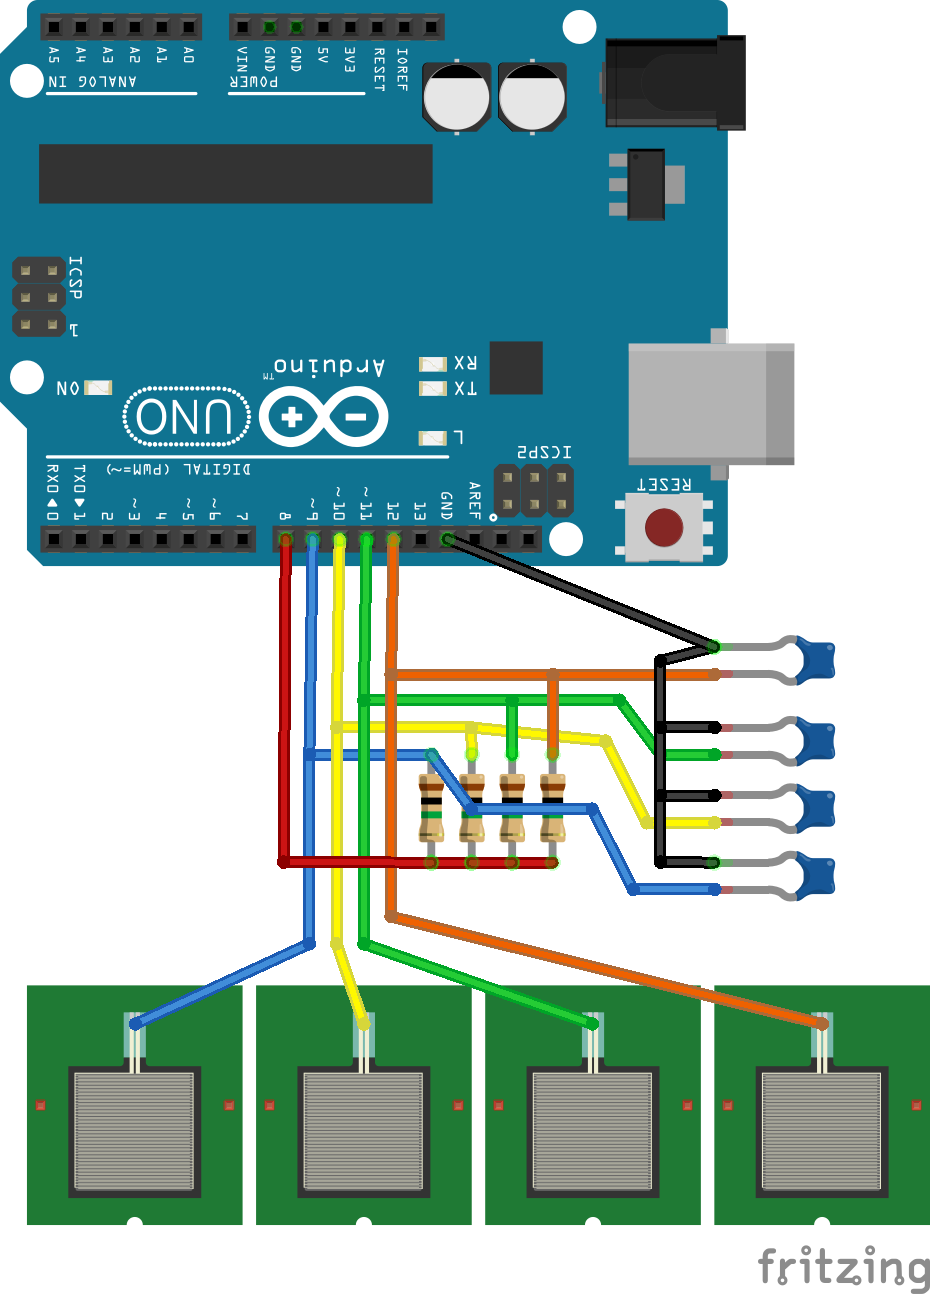 A5 A4 A3 A2 A1 A0
VIN GND GND 5V 3V3 RESET IOREF
ANALOG IN
POWER
ICSP
1
Arduino
TM
RX
ON
TX
UNO
L
ICSP2
DIGITAL (PWM=~)
RESET
RX0◄0 TX0►1 2 ~3 4 ~5 ~6 7 8 ~9 ~10 ~11 12 13 GND AREF
fritzing